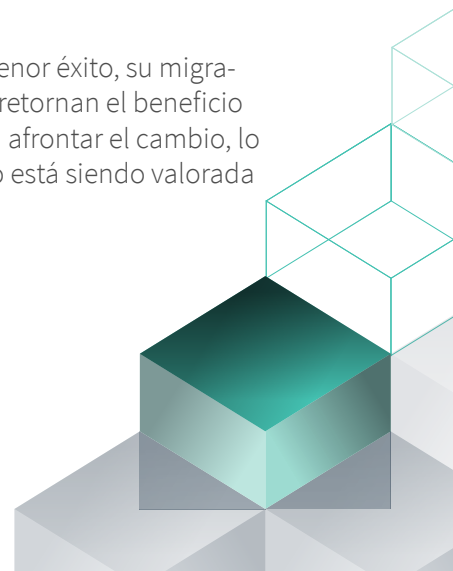 enor éxito, su migra-
retornan el beneficio
afrontar el cambio, lo
está siendo valorada